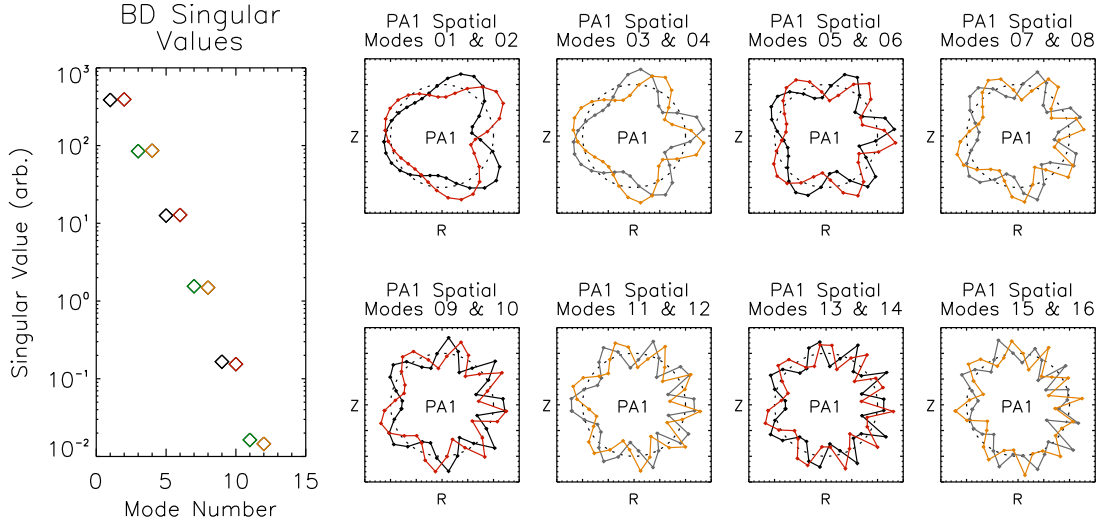 BD Singular
Values
Singular Value (arb.)
10³
10²
10¹
10⁰
10⁻¹
10⁻²
0
5
10
15
Mode Number
PA1 Spatial
Modes 01 & 02
Z
PA1
R
PA1 Spatial
Modes 03 & 04
Z
PA1
R
PA1 Spatial
Modes 05 & 06
Z
PA1
R
PA1 Spatial
Modes 07 & 08
Z
PA1
R
PA1 Spatial
Modes 09 & 10
Z
PA1
R
PA1 Spatial
Modes 11 & 12
Z
PA1
R
PA1 Spatial
Modes 13 & 14
Z
PA1
R
PA1 Spatial
Modes 15 & 16
Z
PA1
R